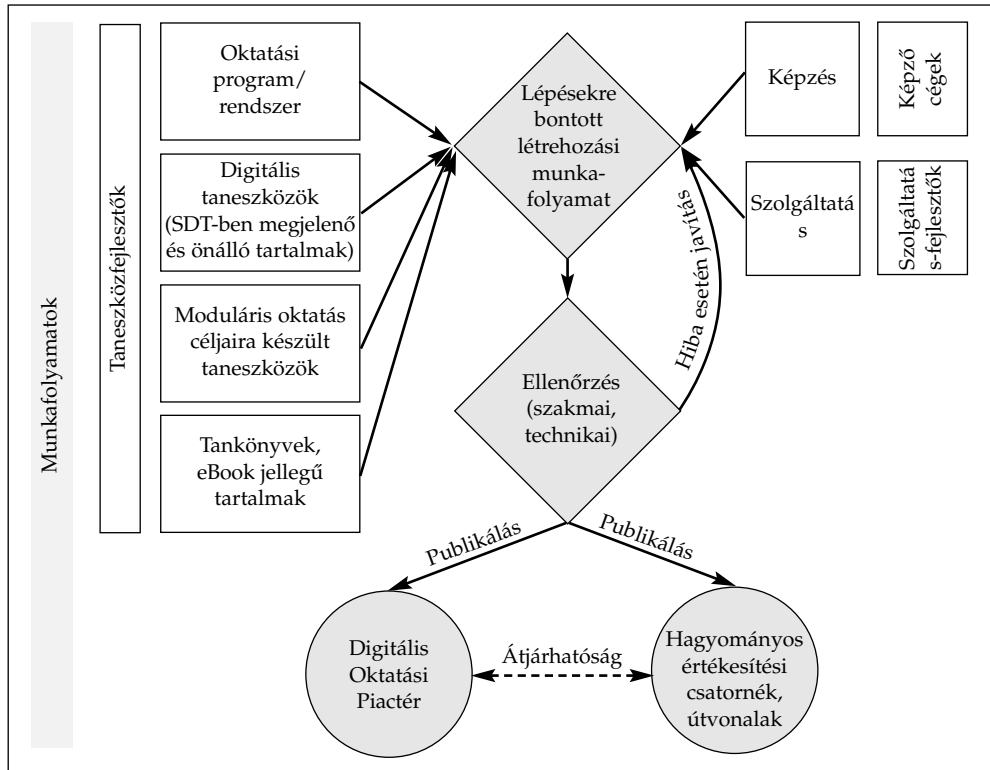 Munkafolyamatok
Taneszközfejlesztők
Oktatási
program/
rendszer
Digitális
taneszközök
(SDT-ben megjelenő
és önálló tartalmak)
Moduláris oktatás
céljaira készült
taneszközök
Tankönyvek,
eBook jellegű
tartalmak
Lépésekre
bontott
létrehozási
munka-
folyamat
Képzés
Képző
cégek
Szolgáltatá
s
Szolgáltatá
s-fejlesztők
Hiba esetén javítás
Ellenőrzés
(szakmai,
technikai)
Publikálás
Publikálás
Digitális
Oktatási
Piactér
Átjárhatóság
Hagyományos
értékesítési
csatornék,
útvonalak